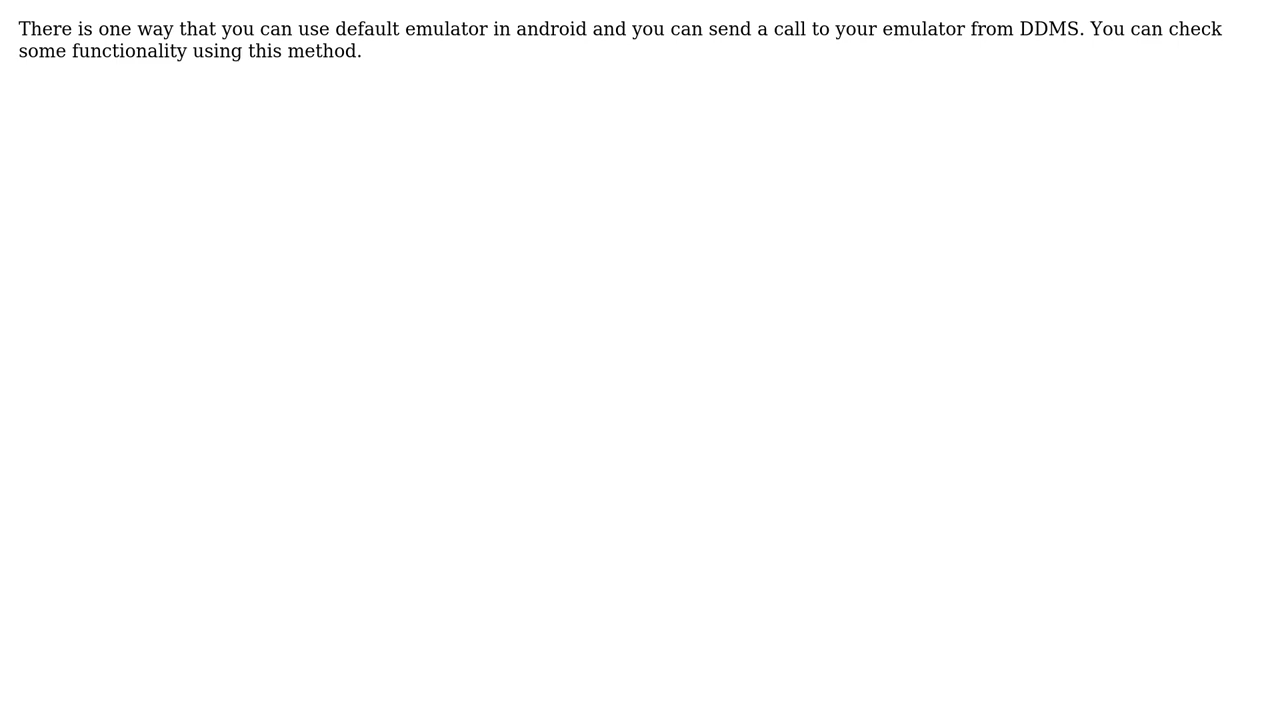 There is one way that you can use default emulator in android and you can send a call to your emulator from DDMS. You can check
some functionality using this method.